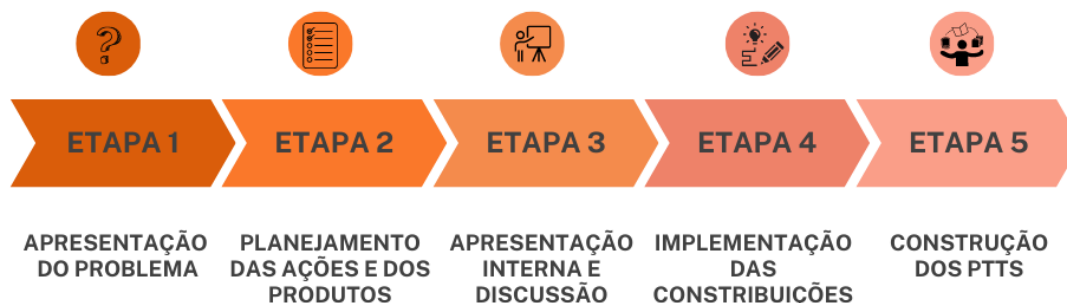 ETAPA 1
ETAPA 2
ETAPA 3
ETAPA 4
ETAPA 5
APRESENTAÇÃO
DO PROBLEMA
PLANEJAMENTO
DAS AÇÕES E DOS
PRODUTOS
APRESENTAÇÃO
INTERNA E
DISCUSSÃO
IMPLEMENTAÇÃO
DAS
CONSTRIBUIÇÕES
CONSTRUÇÃO
DOS PTTS